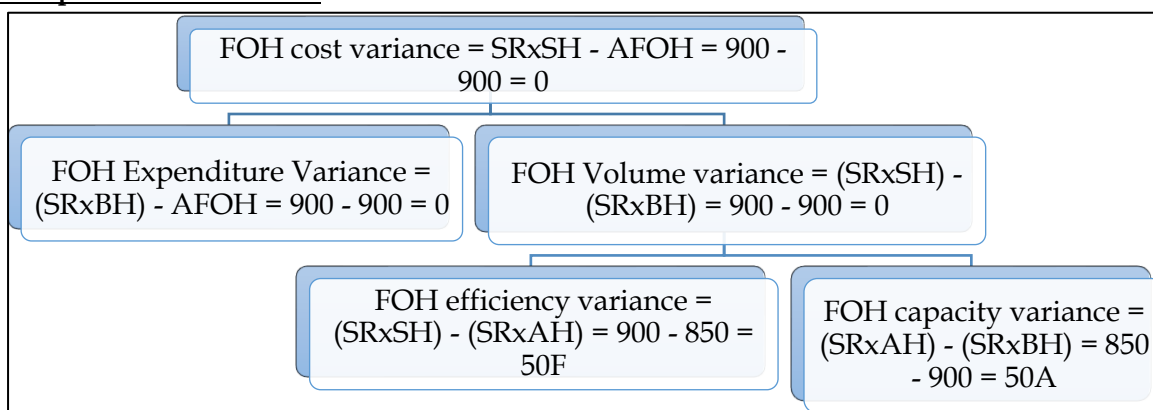 FOH cost variance = SRxSH - AFOH = 900 -
900 = 0
FOH Expenditure Variance =
(SRxBH) - AFOH = 900 - 900 = 0
FOH Volume variance = (SRxSH) -
(SRxBH) = 900 - 900 = 0
FOH efficiency variance =
(SRxSH) - (SRxAH) = 900 - 850 =
50F
FOH capacity variance =
(SRxAH) - (SRxBH) = 850
- 900 = 50A